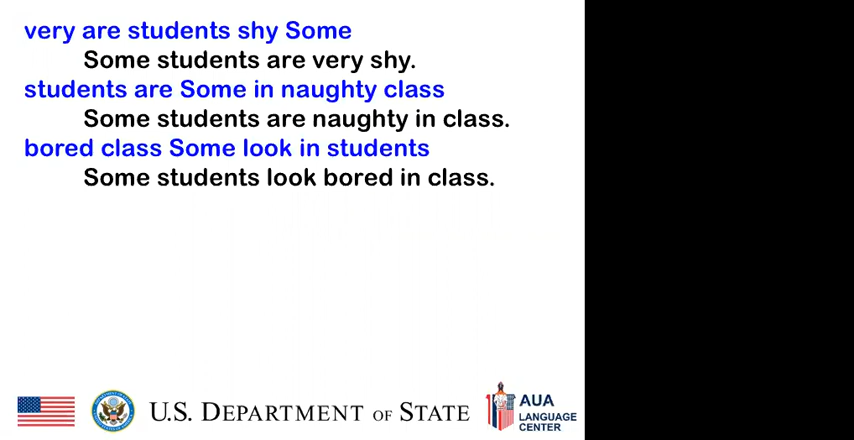 very are students shy Some
Some students are very shy.
students are Some in naughty class
Some students are naughty in class.
bored class Some look in students
Some students look bored in class.
U.S. DEPARTMENT OF STATE
AUA
LANGUAGE
CENTER